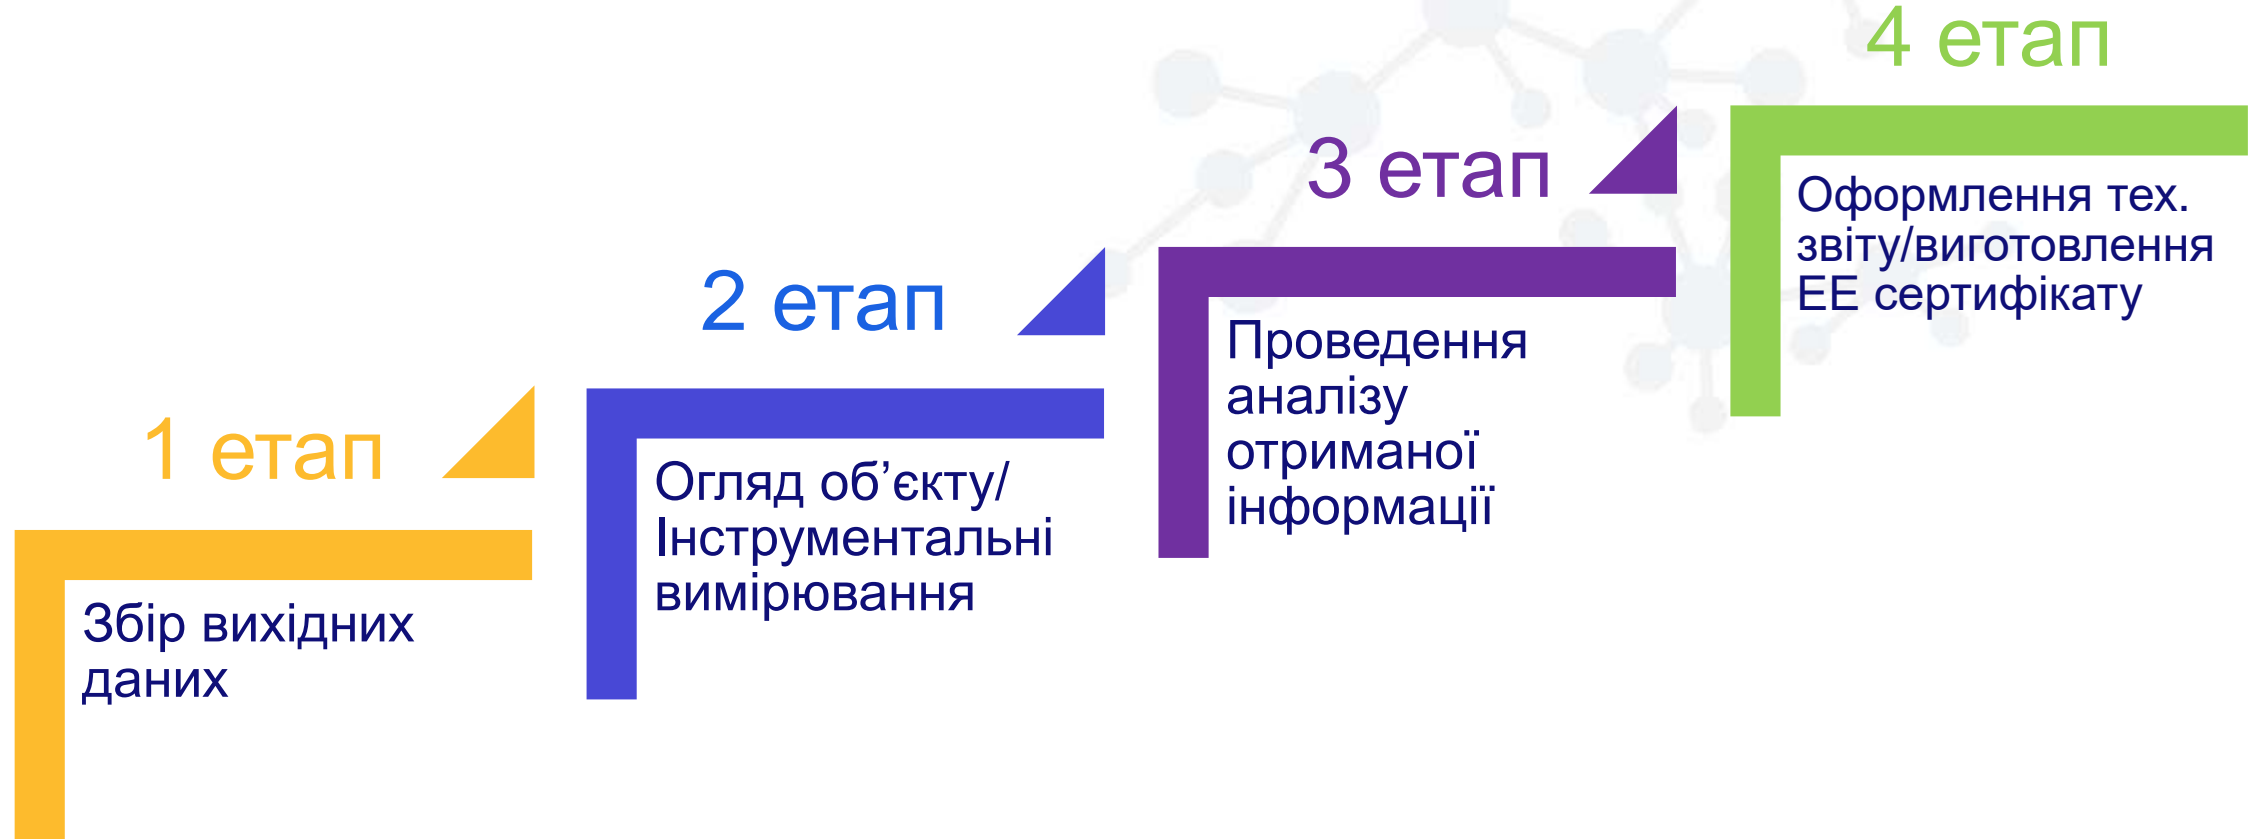 1 етап
Збір вихідних
даних
2 етап
Огляд об’єкту/
Інструментальні
вимірювання
3 етап
Проведення
аналізу
отриманої
інформації
4 етап
Оформлення тех.
звіту/виготовлення
ЕЕ сертифікату